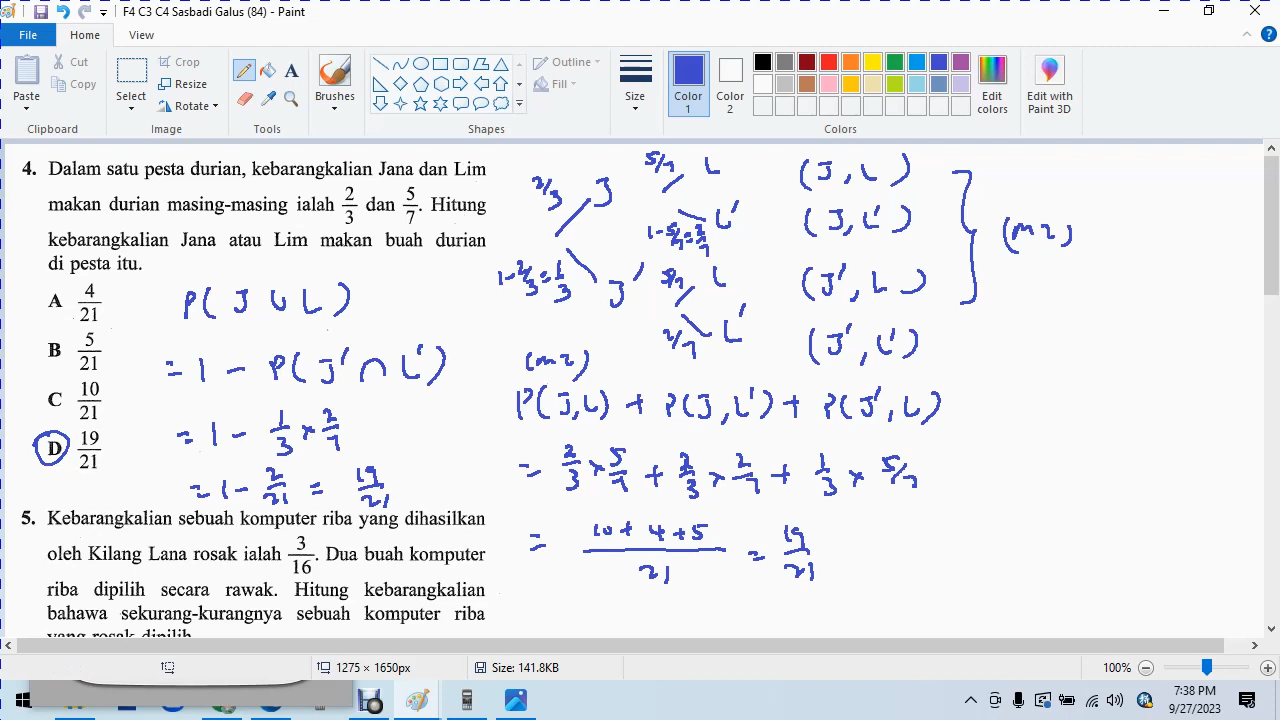 F4 C3 C4 Sasbadi Galus (84) - Paint
File Home View
Paste
Cut
Copy
Clipboard
Select
Crop
Resize
Rotate
Image
A
Tools
Brushes
Shapes
Outline
Fill
Size
Color 1
Color 2
Colors
Edit colors
Edit with Paint 3D
4. Dalam satu pesta durian, kebarangkalian Jana dan Lim
makan durian masing-masing ialah 2/3 dan 5/7. Hitung
kebarangkalian Jana atau Lim makan buah durian
di pesta itu.
A 4/21
B 5/21
C 10/21
D 19/21
P(J ∪ L)
= 1 - P(J' ∩ L')
= 1 - 1/3 × 2/7
= 1 - 2/21 = 19/21
2/3 J 5/7 L (J, L)
1-5/7=2/7 L' (J, L')
(m2)
1-2/3=1/3 J' 5/7 L (J', L)
2/7 L' (J', L')
(m2)
P(J,L) + P(J,L') + P(J',L)
= 2/3 × 5/7 + 2/3 × 2/7 + 1/3 × 5/7
= 10+4+5/21 = 19/21
5. Kebarangkalian sebuah komputer riba yang dihasilkan
oleh Kilang Lana rosak ialah 3/16. Dua buah komputer
riba dipilih secara rawak. Hitung kebarangkalian
bahawa sekurang-kurangnya sebuah komputer riba
yang rosak dipilih.
1275 × 1650px
Size: 141.8KB
100%
7:38 PM
9/27/2023